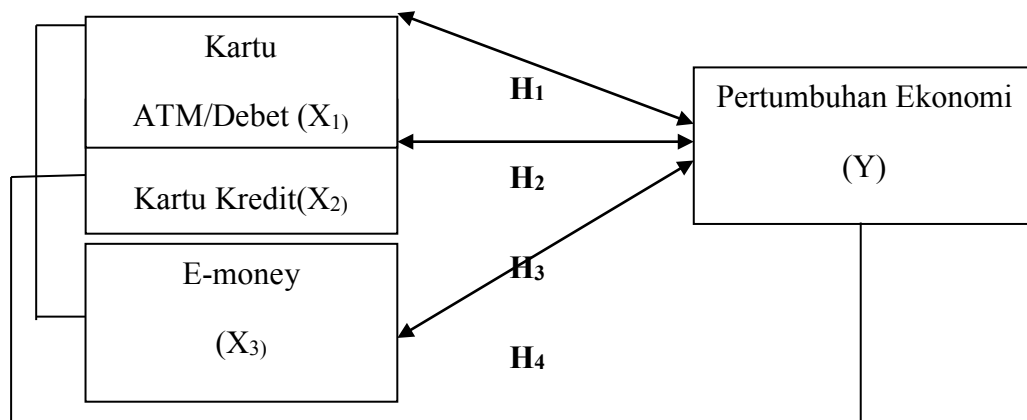 Kartu
ATM/Debet (X1)
Kartu Kredit(X2)
E-money
(X3)
H1
H2
H3
H4
Pertumbuhan Ekonomi
(Y)